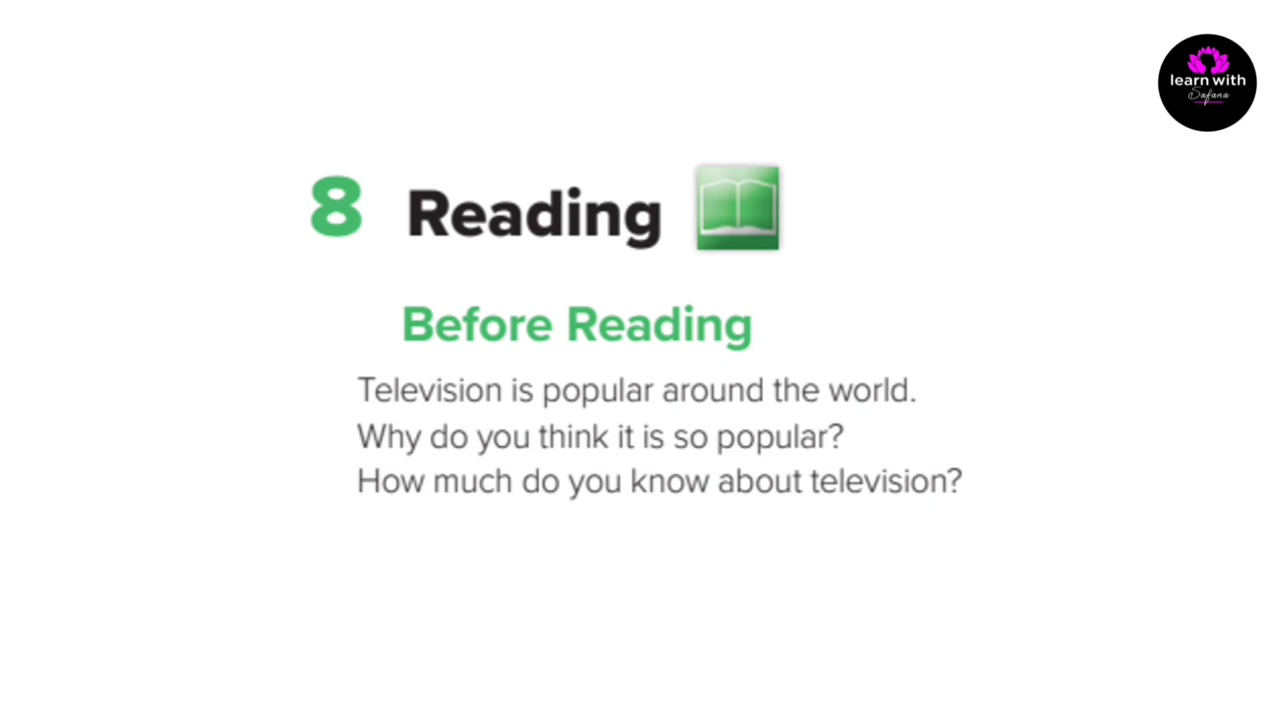 learn with
Safana
8 Reading
Before Reading
Television is popular around the world.
Why do you think it is so popular?
How much do you know about television?